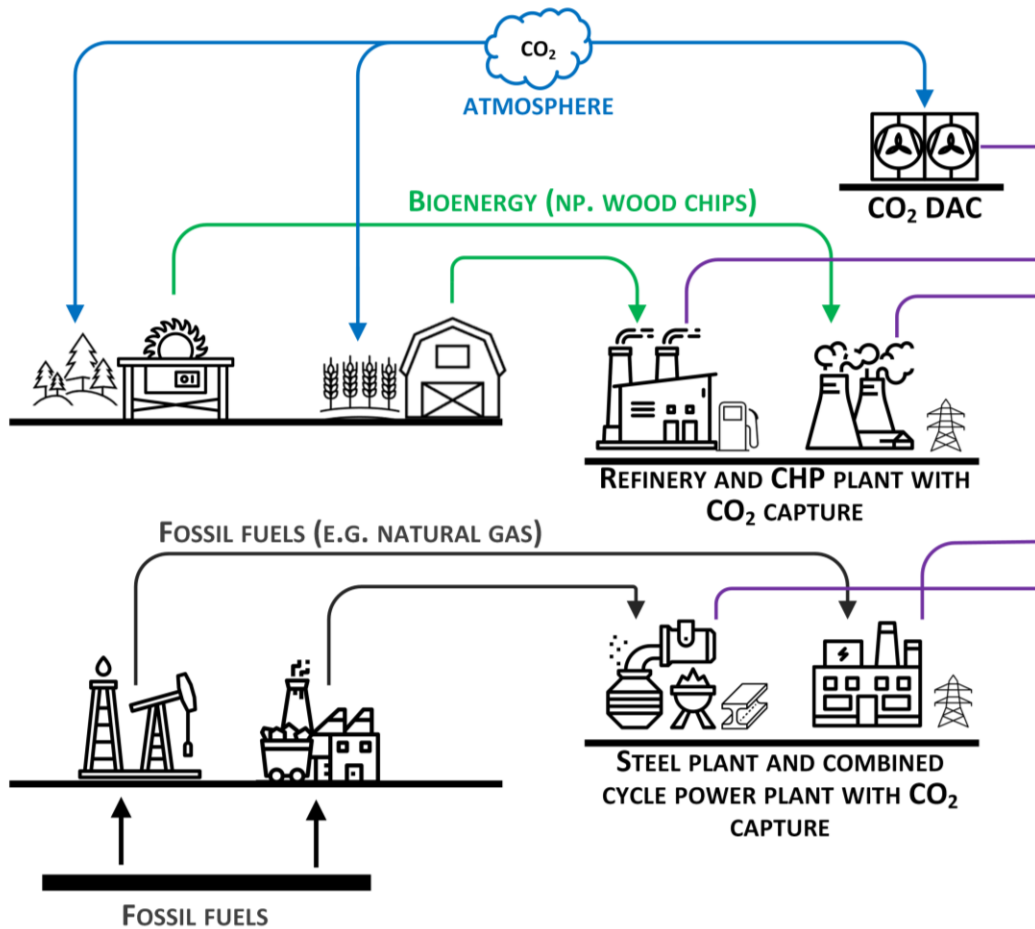 CO₂
ATMOSPHERE
CO₂ DAC
BIOENERGY (NP. WOOD CHIPS)
REFINERY AND CHP PLANT WITH
CO₂ CAPTURE
FOSSIL FUELS (E.G. NATURAL GAS)
STEEL PLANT AND COMBINED
CYCLE POWER PLANT WITH CO₂
CAPTURE
FOSSIL FUELS